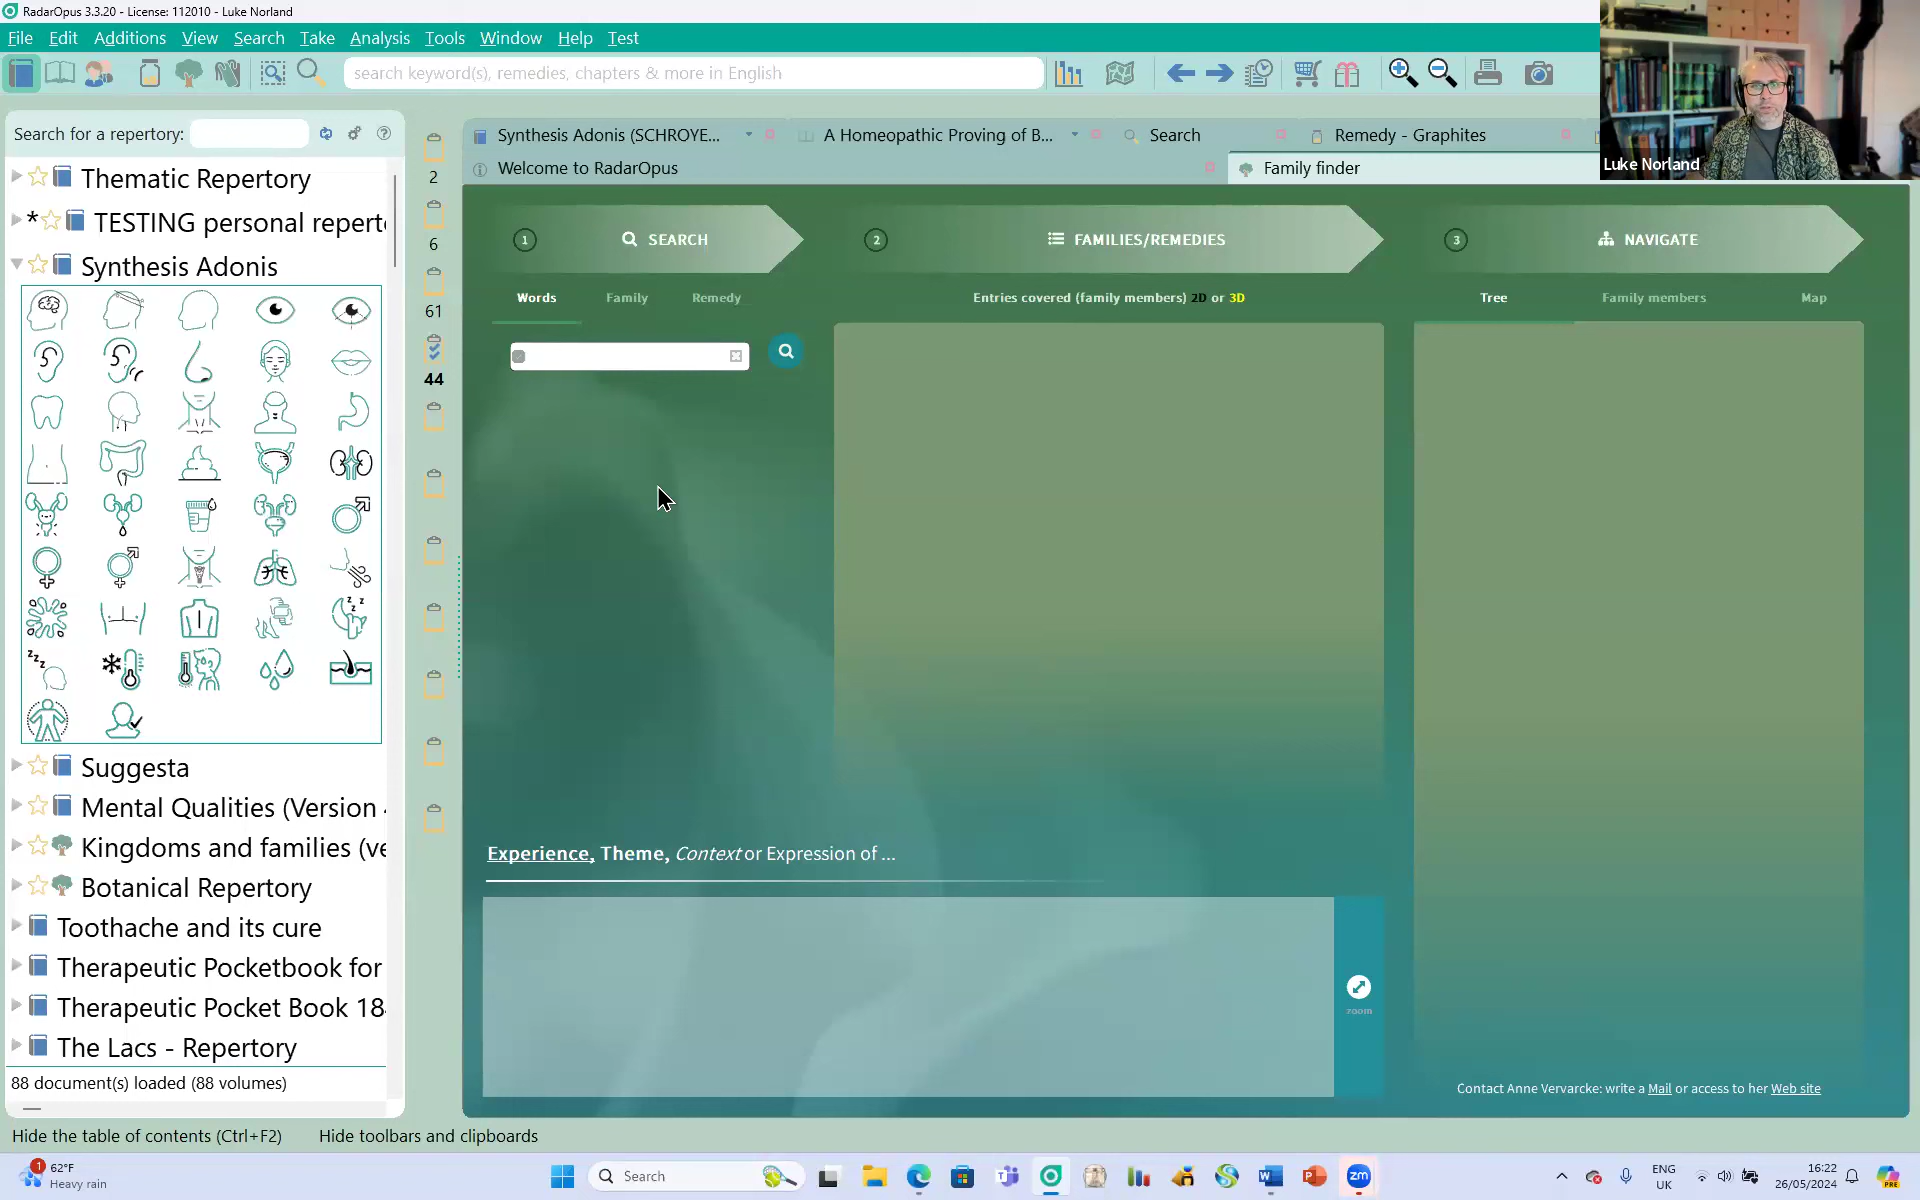 RadarOpus 3.3.20 - License: 112010 - Luke Norland
File Edit Additions View Search Take Analysis Tools Window Help Test
search keyword(s), remedies, chapters & more in English
Luke Norland
Search for a repertory:
Thematic Repertory
* TESTING personal reperto
Synthesis Adonis
Suggesta
Mental Qualities (Version 4
Kingdoms and families (ve
Botanical Repertory
Toothache and its cure
Therapeutic Pocketbook for
Therapeutic Pocket Book 184
The Lacs - Repertory
88 document(s) loaded (88 volumes)
2
6
61
44
Synthesis Adonis (SCHROYE... A Homeopathic Proving of B... Search Remedy - Graphites
Welcome to RadarOpus Family finder
1 SEARCH 2 FAMILIES/REMEDIES 3 NAVIGATE
Words Family Remedy Entries covered (family members) 2D or 3D Tree Family members Map
Experience, Theme, Context or Expression of ...
zoom
Contact Anne Vervarcke: write a Mail or access to her Web site
Hide the table of contents (Ctrl+F2) Hide toolbars and clipboards
1 62°F
Heavy rain
Search
zm
ENG
UK
16:22
26/05/2024
PRE